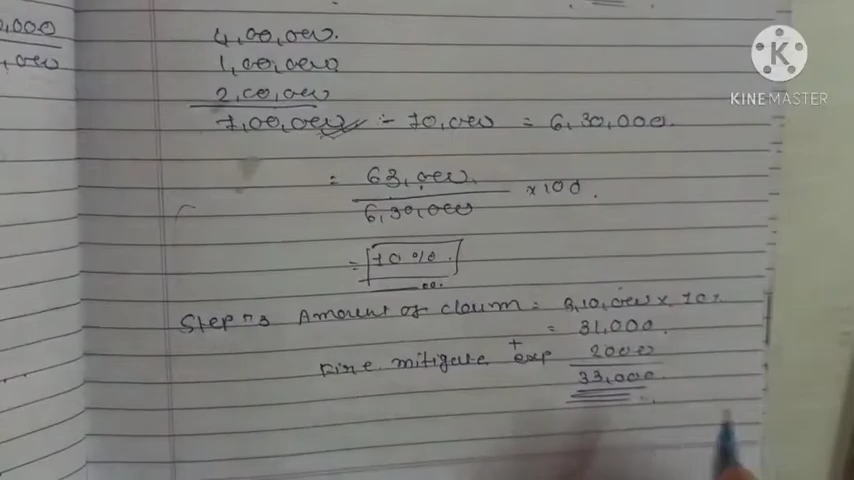 0,000
4,00,000.
1,00,000
2,00,000
7,00,000 - 70,000 = 6,30,000.
= 63,000. / 6,30,000 × 100.
= 10 %.
Step - 3 Amount of claim = 3,10,000 × 10%
= 31,000.
Fire mitigate + exp 2000
33,000.
K
KINEMASTER